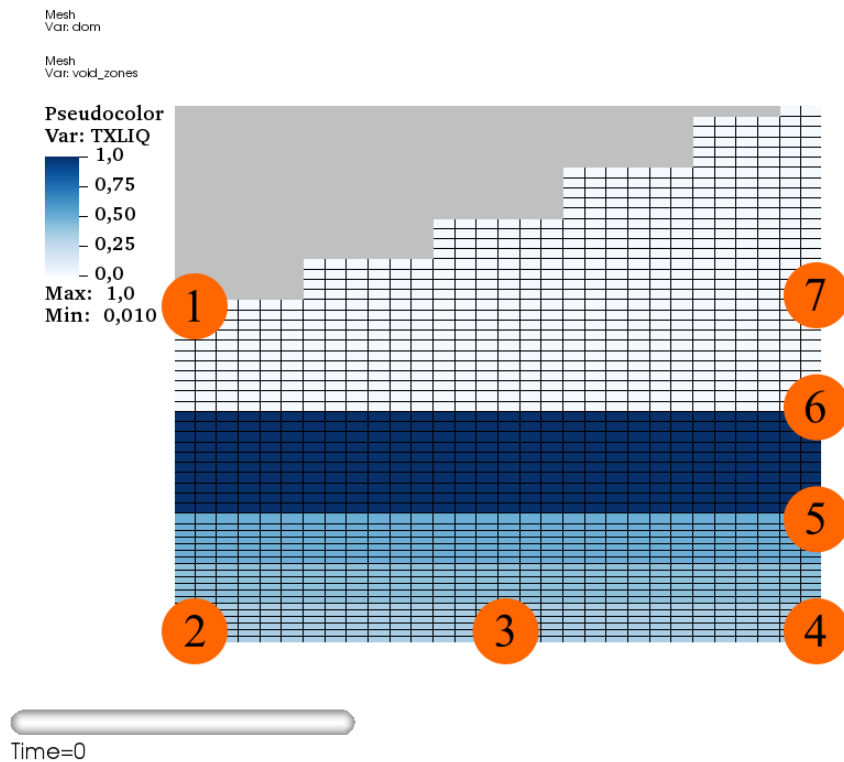 Mesh
Var: dom
Mesh
Var: void_zones
Pseudocolor
Var: TXLIQ
1,0
0,75
0,50
0,25
0,0
Max: 1,0
Min: 0,010
1
7
6
5
2
3
4
Time=0